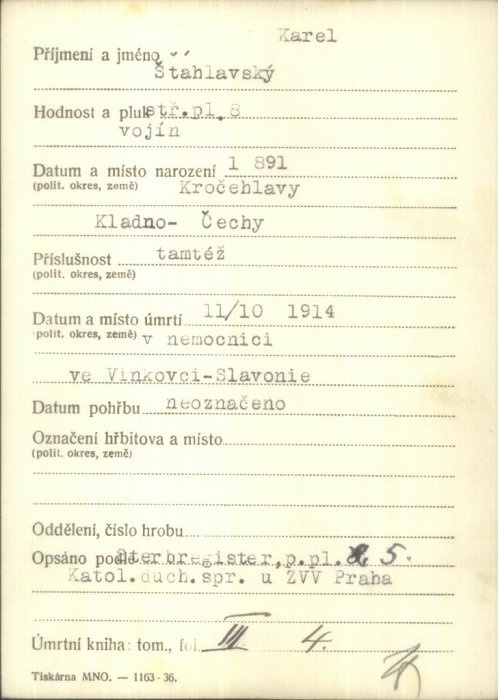 Karel
Příjmení a jméno Štahlavský
Hodnost a pluk stř.pl.8
vojín
Datum a místo narození 1 891
(polit. okres, země) Kročehlavy
Kladno- Čechy
Příslušnost tamtéž
(polit. okres, země)
Datum a místo úmrtí 11/10 1914
polit. okres, země) v nemocnici
ve Vinkovci-Slavonie
Datum pohřbu neoznačeno
Označení hřbitova a místo
(polit. okres, země)
Oddělení, číslo hrobu
Opsáno podle Sterbregister, p.pl. 5.
Katol.duch.spr. u ZVV Praha
Úmrtní kniha: tom., fol. III 4.
Tiskárna MNO. — 1163-36.